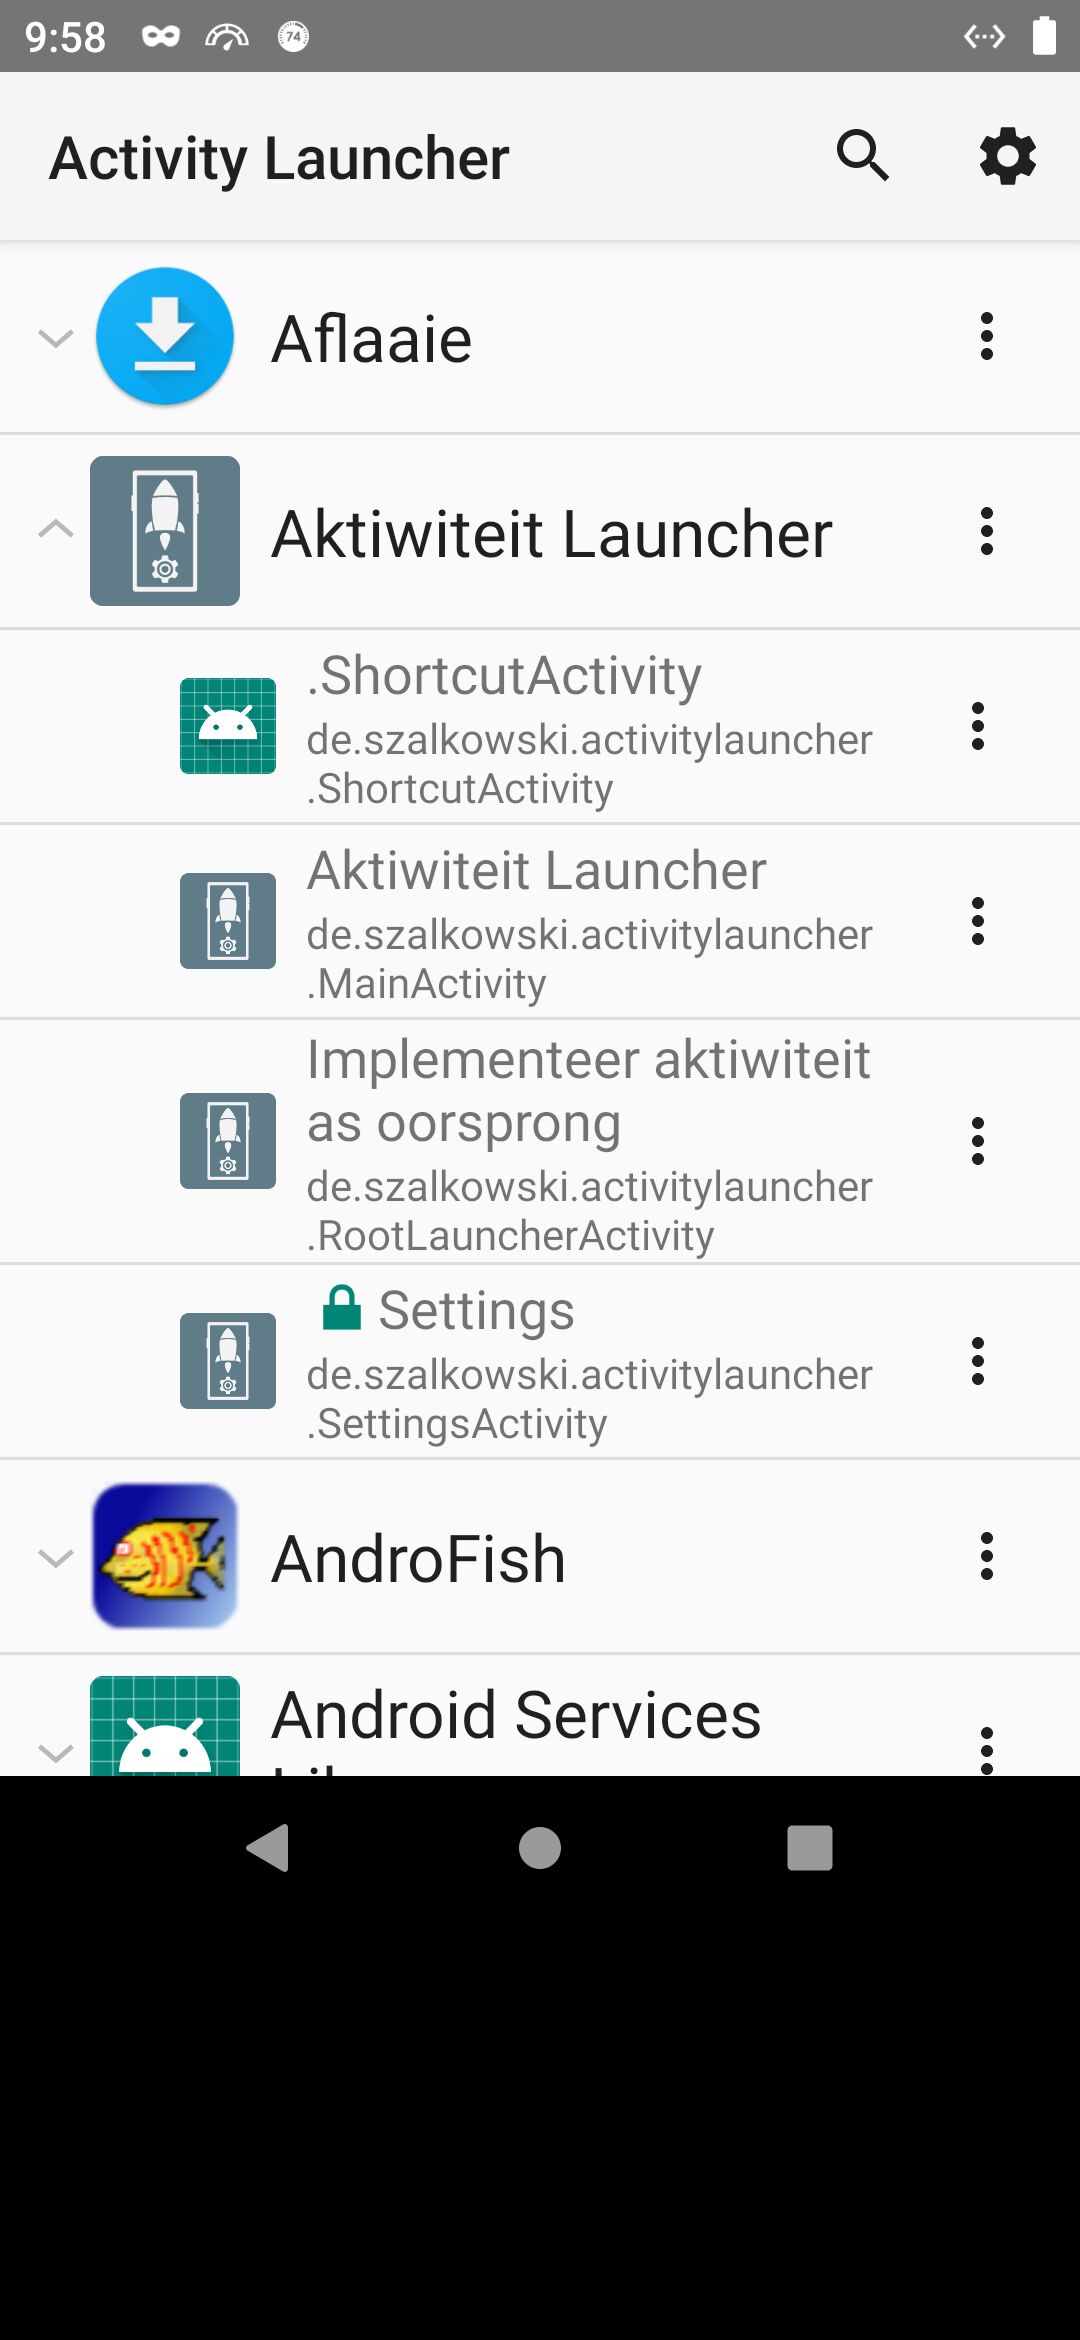 9:58
74
Activity Launcher
Aflaaie
Aktiwiteit Launcher
.ShortcutActivity
de.szalkowski.activitylauncher
.ShortcutActivity
Aktiwiteit Launcher
de.szalkowski.activitylauncher
.MainActivity
Implementeer aktiwiteit
as oorsprong
de.szalkowski.activitylauncher
.RootLauncherActivity
Settings
de.szalkowski.activitylauncher
.SettingsActivity
AndroFish
Android Services